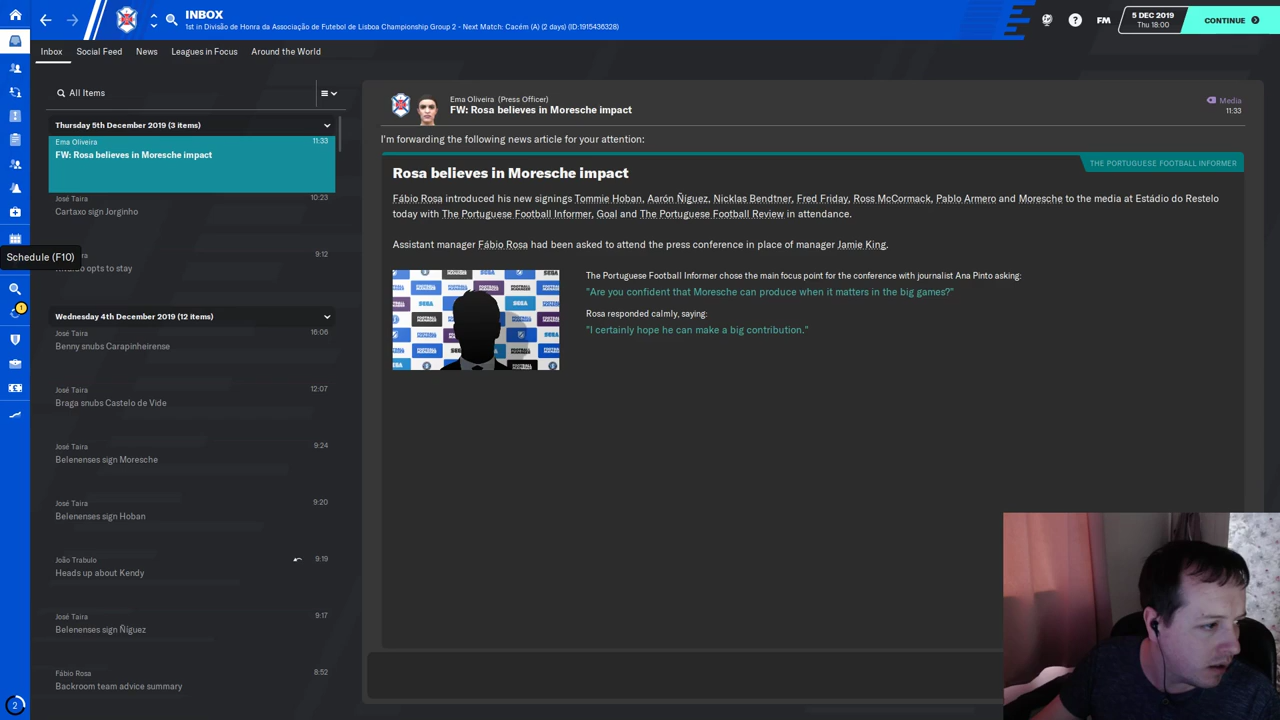 INBOX
1st in Divisão de Honra da Associação de Futebol de Lisboa Championship Group 2 - Next Match: Cacém (A) (2 days) (ID:1915436328)
FM
5 DEC 2019
Thu 18:00
CONTINUE
Inbox
Social Feed
News
Leagues in Focus
Around the World
All Items
Thursday 5th December 2019 (3 items)
Ema Oliveira
11:33
FW: Rosa believes in Moresche impact
José Taira
10:23
Cartaxo sign Jorginho
9:12
opts to stay
Schedule (F10)
Wednesday 4th December 2019 (12 items)
José Taira
16:06
Benny snubs Carapinheirense
José Taira
12:07
Braga snubs Castelo de Vide
José Taira
9:24
Belenenses sign Moresche
José Taira
9:20
Belenenses sign Hoban
João Trabulo
9:19
Heads up about Kendy
José Taira
9:17
Belenenses sign Ñíguez
Fábio Rosa
8:52
Backroom team advice summary
2
Ema Oliveira (Press Officer)
FW: Rosa believes in Moresche impact
Media
11:33
I'm forwarding the following news article for your attention:
THE PORTUGUESE FOOTBALL INFORMER
Rosa believes in Moresche impact
Fábio Rosa introduced his new signings Tommie Hoban, Aarón Ñíguez, Nicklas Bendtner, Fred Friday, Ross McCormack, Pablo Armero and Moresche to the media at Estádio do Restelo
today with The Portuguese Football Informer, Goal and The Portuguese Football Review in attendance.
Assistant manager Fábio Rosa had been asked to attend the press conference in place of manager Jamie King.
The Portuguese Football Informer chose the main focus point for the conference with journalist Ana Pinto asking:
"Are you confident that Moresche can produce when it matters in the big games?"
Rosa responded calmly, saying:
"I certainly hope he can make a big contribution."
SEGA